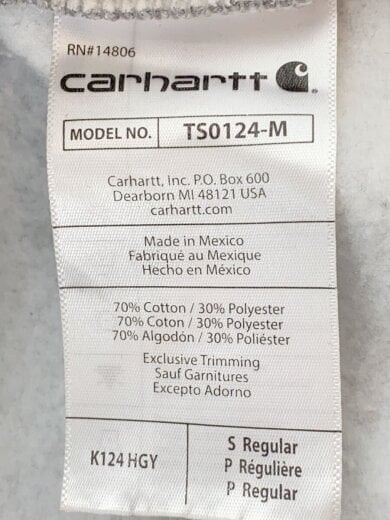 RN#14806
carhartt
MODEL NO. TS0124-M
Carhartt, Inc. P.O. Box 600
Dearborn MI 48121 USA
carhartt.com
Made in Mexico
Fabriqué au Mexique
Hecho en México
70% Cotton / 30% Polyester
70% Coton / 30% Polyester
70% Algodón / 30% Poliéster
Exclusive Trimming
Sauf Garnitures
Excepto Adorno
K124 HGY
S Regular
P Régulière
P Regular